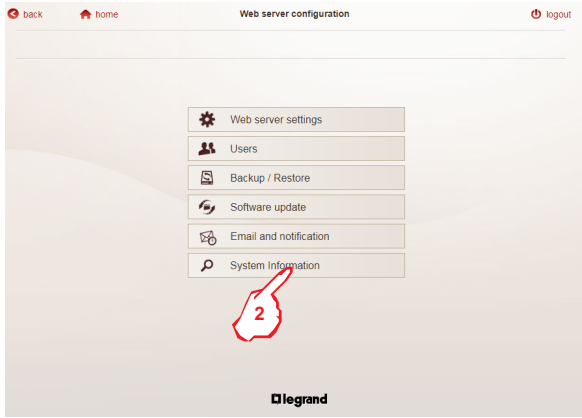 back home Web server configuration logout
Web server settings
Users
Backup / Restore
Software update
Email and notification
System Information
2
legrand